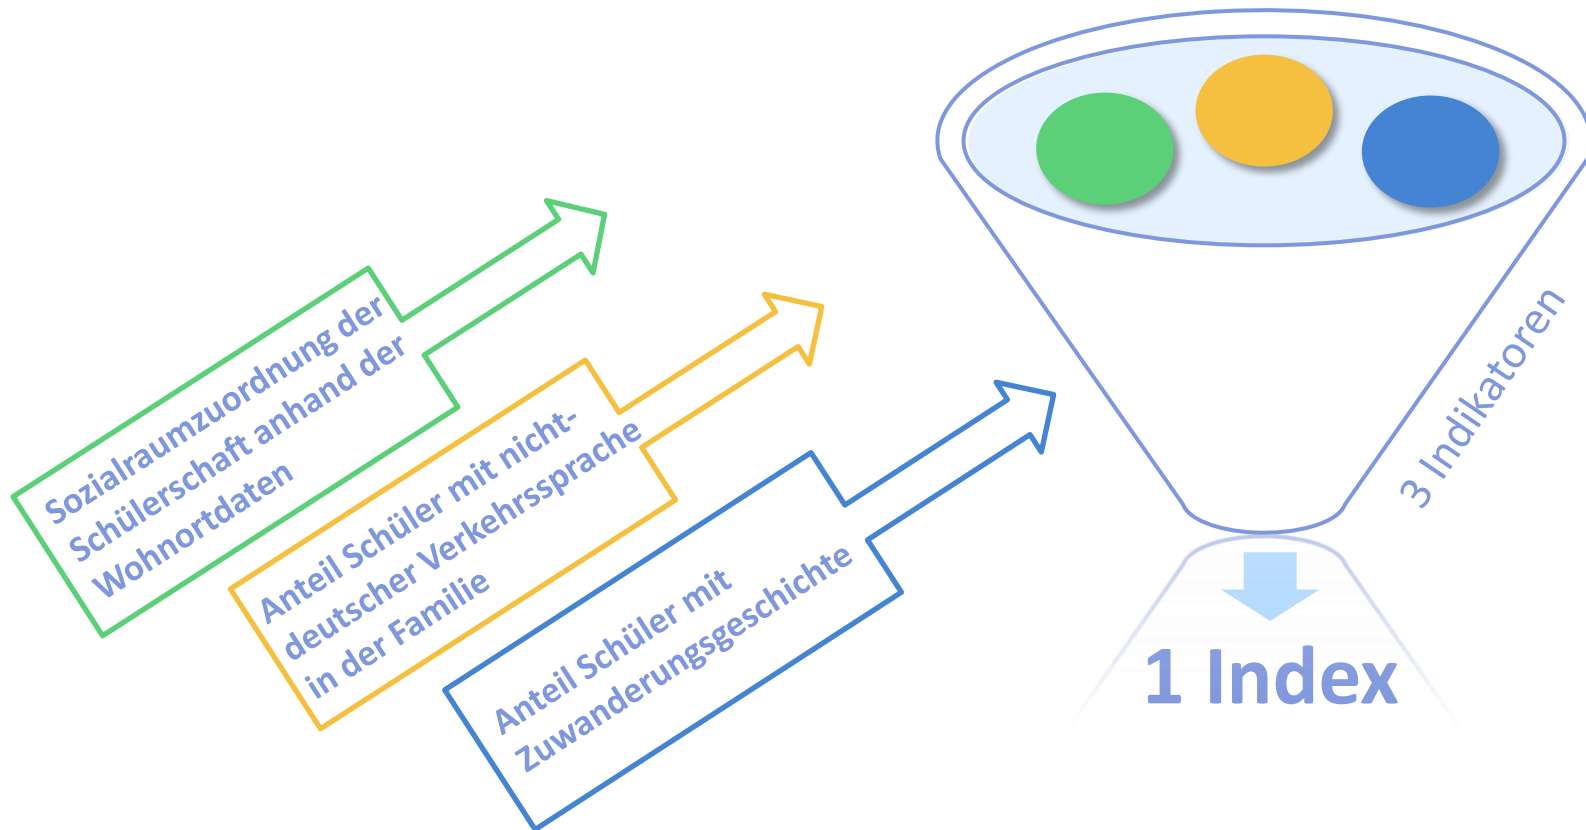 Sozialraumzuordnung der
Schülerschaft anhand der
Wohnortdaten
Anteil Schüler mit nicht-
deutscher Verkehrssprache
in der Familie
Anteil Schüler mit
Zuwanderungsgeschichte
3 Indikatoren
1 Index